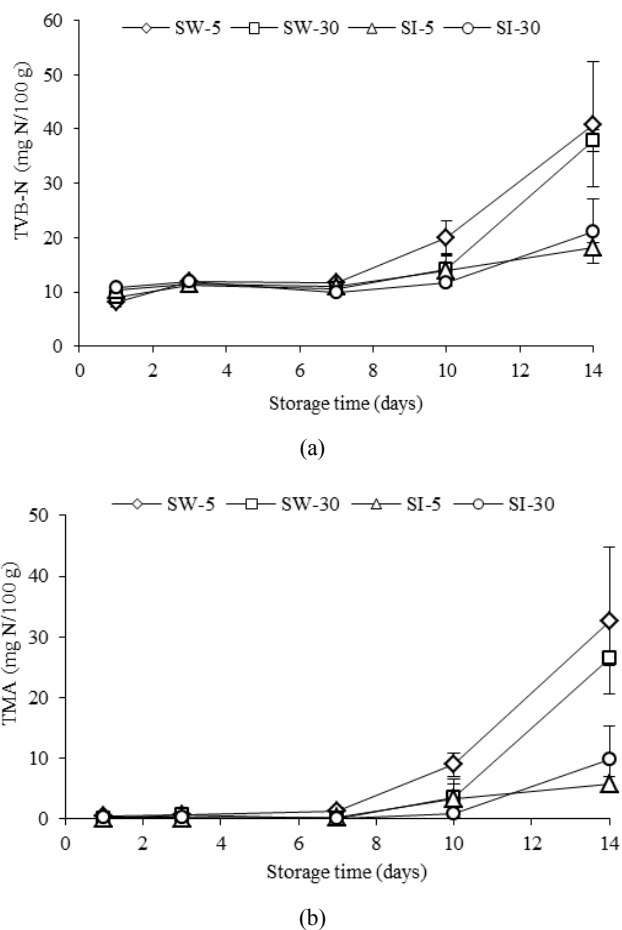 SW-5 SW-30 SI-5 SI-30
60
50
40
30
20
10
0
TVB-N (mg N/100 g)
0 2 4 6 8 10 12 14
Storage time (days)
(a)
SW-5 SW-30 SI-5 SI-30
50
40
30
20
10
0
TMA (mg N/100 g)
0 2 4 6 8 10 12 14
Storage time (days)
(b)